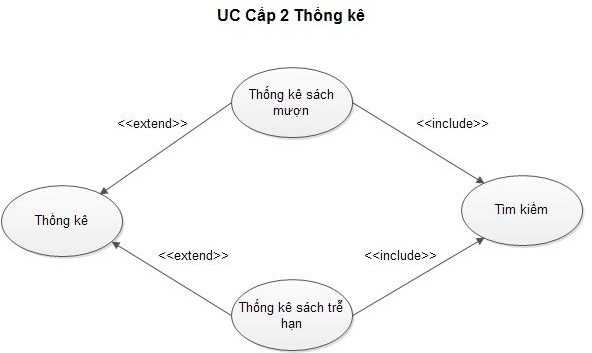 UC Cấp 2 Thống kê
Thống kê sách
mượn
<<extend>>
<<include>>
Thống kê
Tìm kiếm
<<extend>>
<<include>>
Thống kê sách trễ
hạn